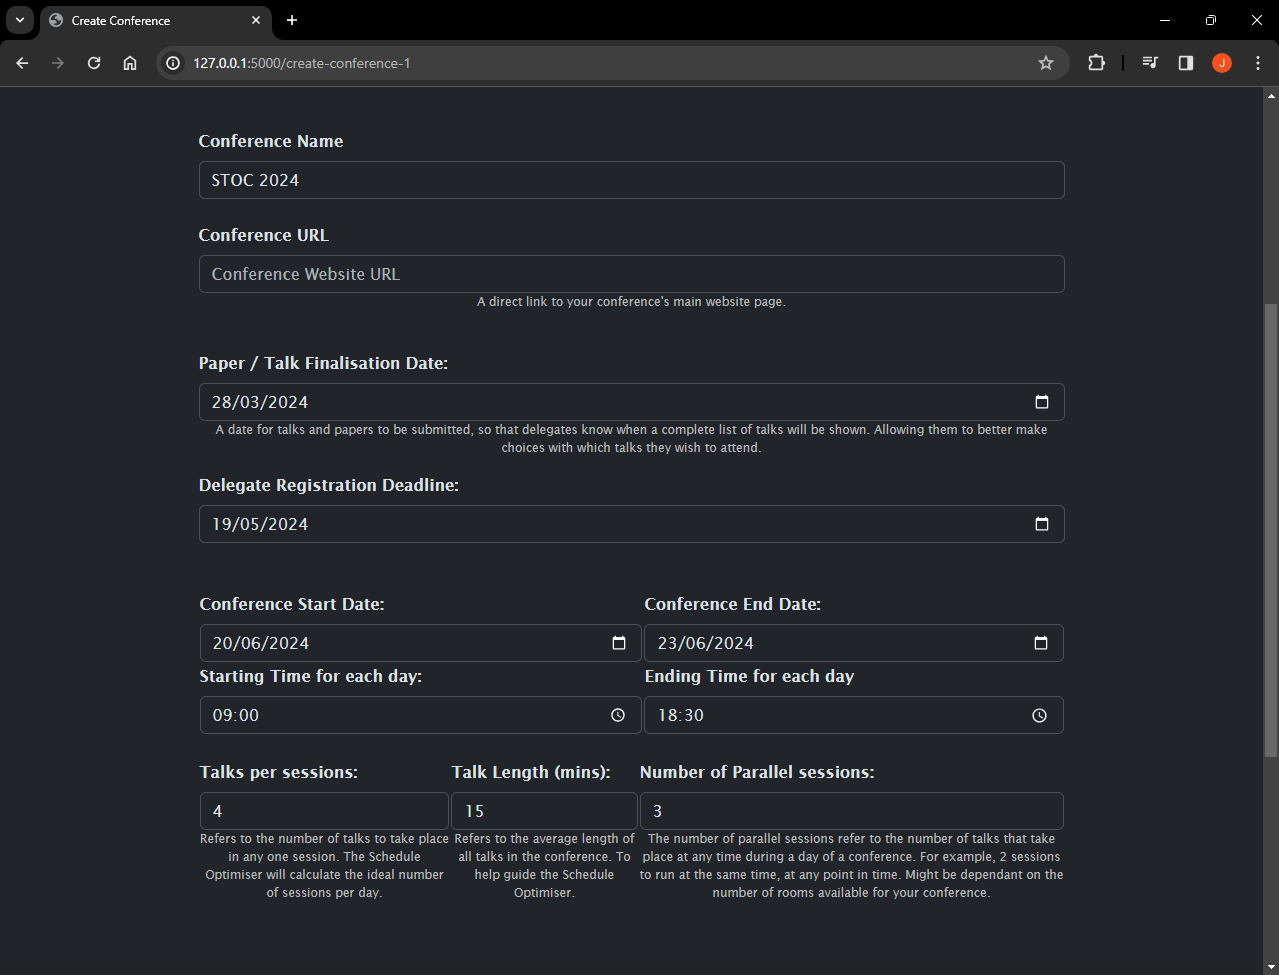 Create Conference
127.0.0.1:5000/create-conference-1
J
Conference Name
STOC 2024
Conference URL
Conference Website URL
A direct link to your conference's main website page.
Paper / Talk Finalisation Date:
28/03/2024
A date for talks and papers to be submitted, so that delegates know when a complete list of talks will be shown. Allowing them to better make
choices with which talks they wish to attend.
Delegate Registration Deadline:
19/05/2024
Conference Start Date:
20/06/2024
Conference End Date:
23/06/2024
Starting Time for each day:
09:00
Ending Time for each day
18:30
Talks per sessions:
4
Refers to the number of talks to take place
in any one session. The Schedule
Optimiser will calculate the ideal number
of sessions per day.
Talk Length (mins):
15
Refers to the average length of
all talks in the conference. To
help guide the Schedule
Optimiser.
Number of Parallel sessions:
3
The number of parallel sessions refer to the number of talks that take
place at any time during a day of a conference. For example, 2 sessions
to run at the same time, at any point in time. Might be dependant on the
number of rooms available for your conference.